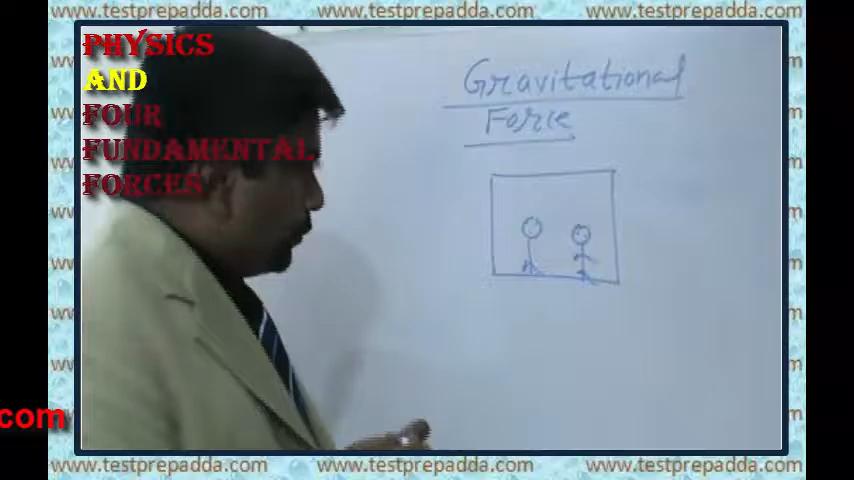 www.testprepadda.com www.testprepadda.com www.testprepadda.com
PHYSICS
AND
FOUR
FUNDAMENTAL
FORCES
Gravitational
Force
.com
www.testprepadda.com www.testprepadda.com www.testprepadda.com